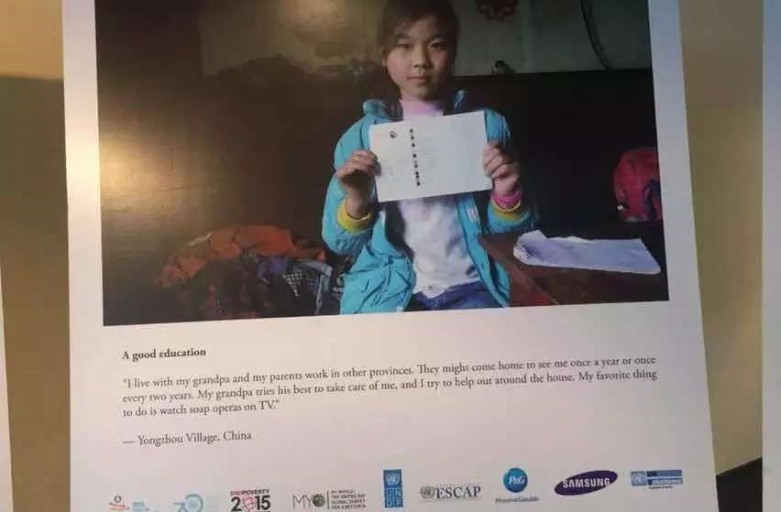 A good education
"I live with my grandpa and my parents work in other provinces. They might come home to see me once a year or once
every two years. My grandpa tries his best to take care of me, and I try to help out around the house. My favorite thing
to do is watch soap operas on TV."
— Yongzhou Village, China
ENDPOVERTY
2015
MY
UN
DP
ESCAP
P&G
SAMSUNG